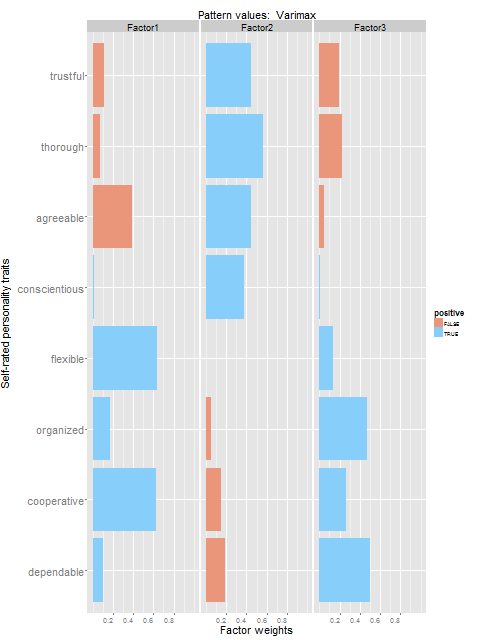 Pattern values: Varimax
Factor1 Factor2 Factor3
trustful
thorough
agreeable
conscientious
flexible
organized
cooperative
dependable
Self-rated personality traits
0.2 0.4 0.6 0.8 0.2 0.4 0.6 0.8 0.2 0.4 0.6 0.8
Factor weights
positive
FALSE
TRUE